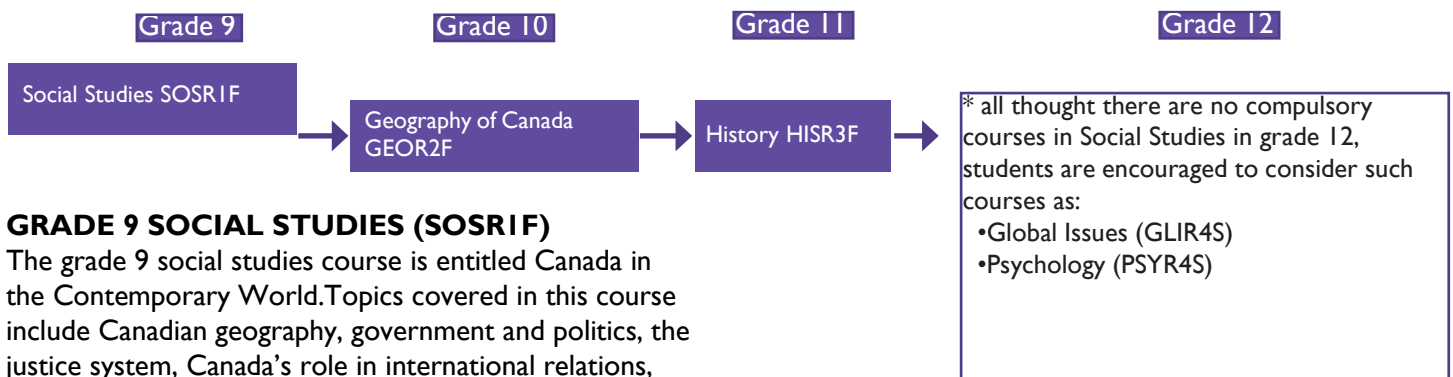 Grade 9
Grade 10
Grade 11
Grade 12
Social Studies SOSR1F
Geography of Canada
GEOR2F
History HISR3F
* all thought there are no compulsory
courses in Social Studies in grade 12,
students are encouraged to consider such
courses as:
•Global Issues (GLIR4S)
•Psychology (PSYR4S)
GRADE 9 SOCIAL STUDIES (SOSR1F)
The grade 9 social studies course is entitled Canada in
the Contemporary World.Topics covered in this course
include Canadian geography, government and politics, the
justice system, Canada's role in international relations,